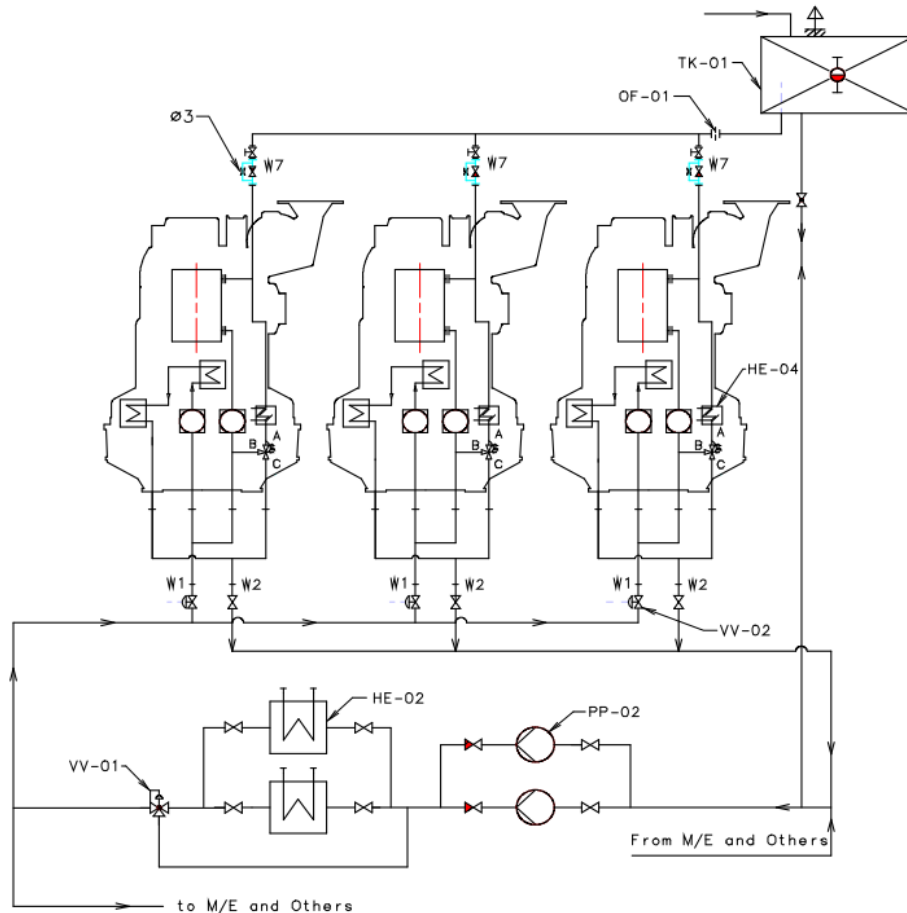 TK-01
OF-01
Ø3
W7
W7
W7
HE-04
A
B
C
A
B
C
A
B
C
W1
W2
W1
W2
W1
W2
VV-02
HE-02
PP-02
VV-01
From M/E and Others
to M/E and Others